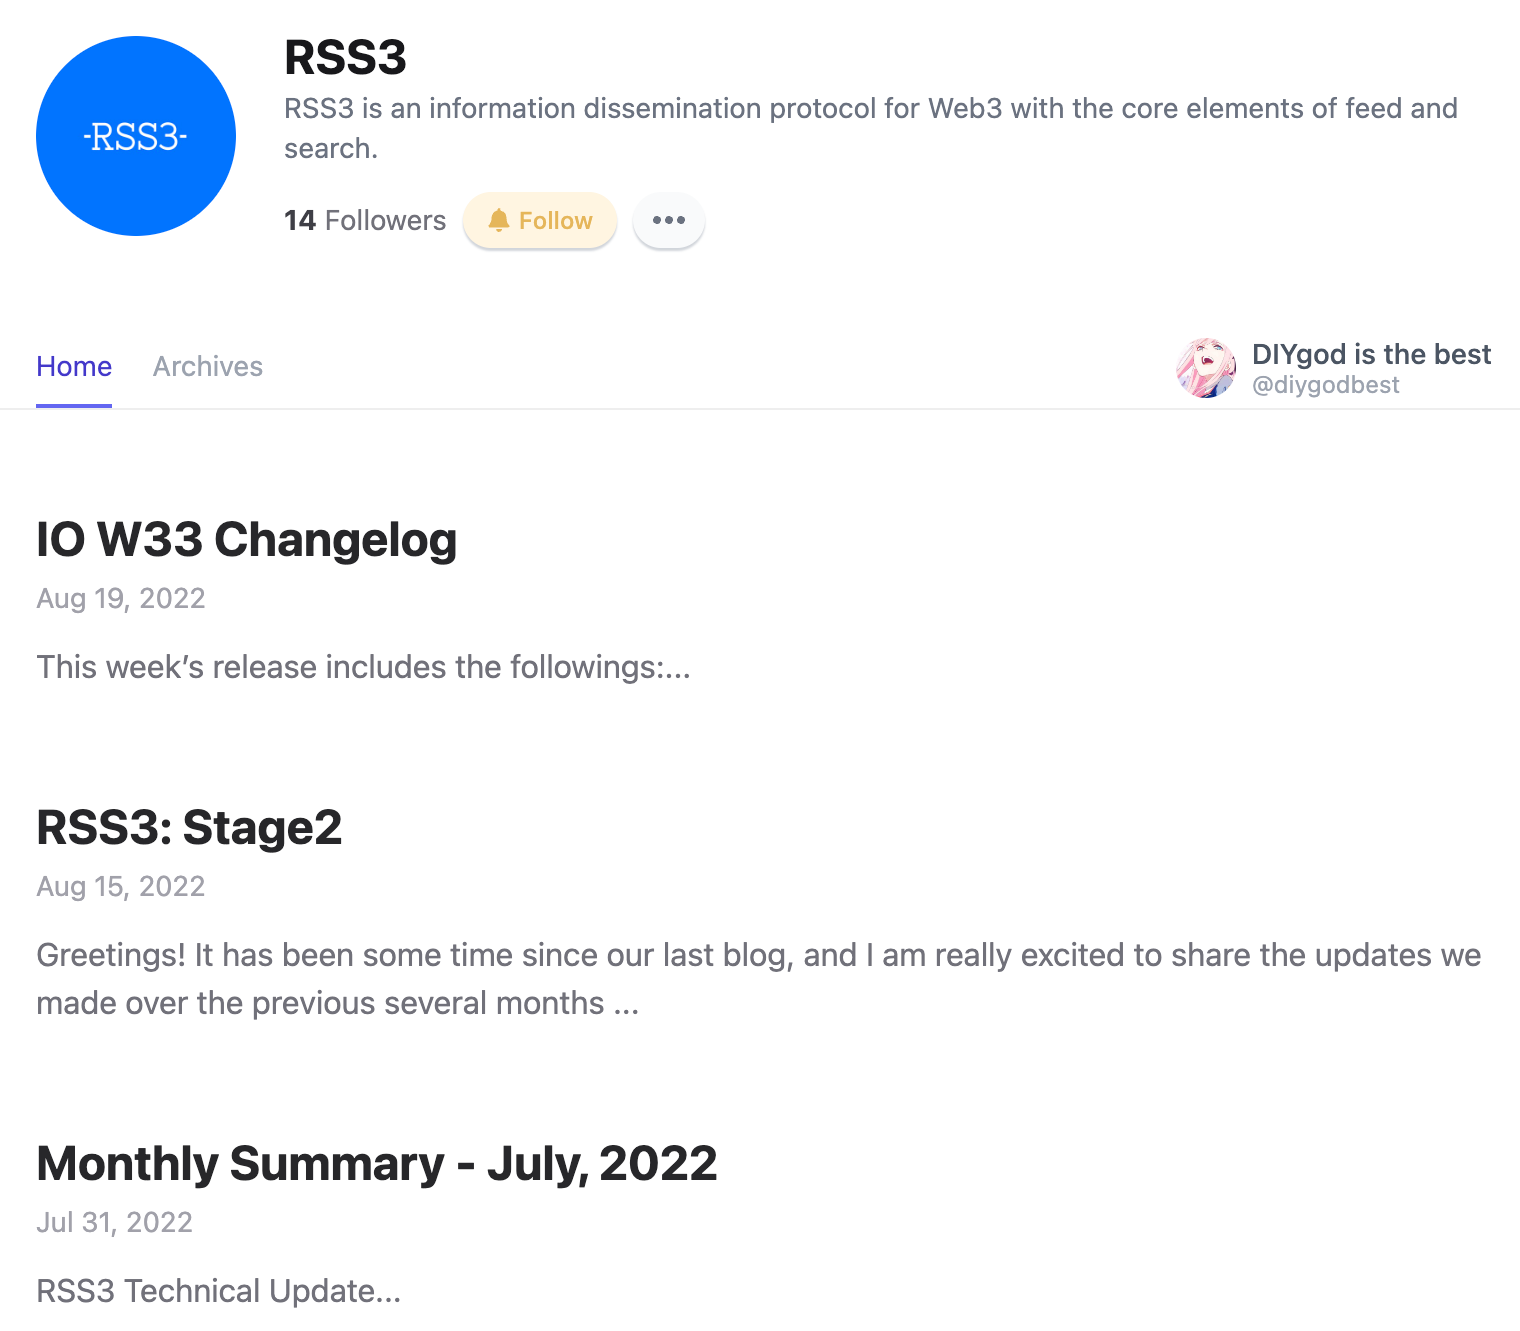 -RSS3-
RSS3
RSS3 is an information dissemination protocol for Web3 with the core elements of feed and
search.
14 Followers
Follow
Home
Archives
DIYgod is the best
@diygodbest
IO W33 Changelog
Aug 19, 2022
This week’s release includes the followings:...
RSS3: Stage2
Aug 15, 2022
Greetings! It has been some time since our last blog, and I am really excited to share the updates we
made over the previous several months ...
Monthly Summary - July, 2022
Jul 31, 2022
RSS3 Technical Update...